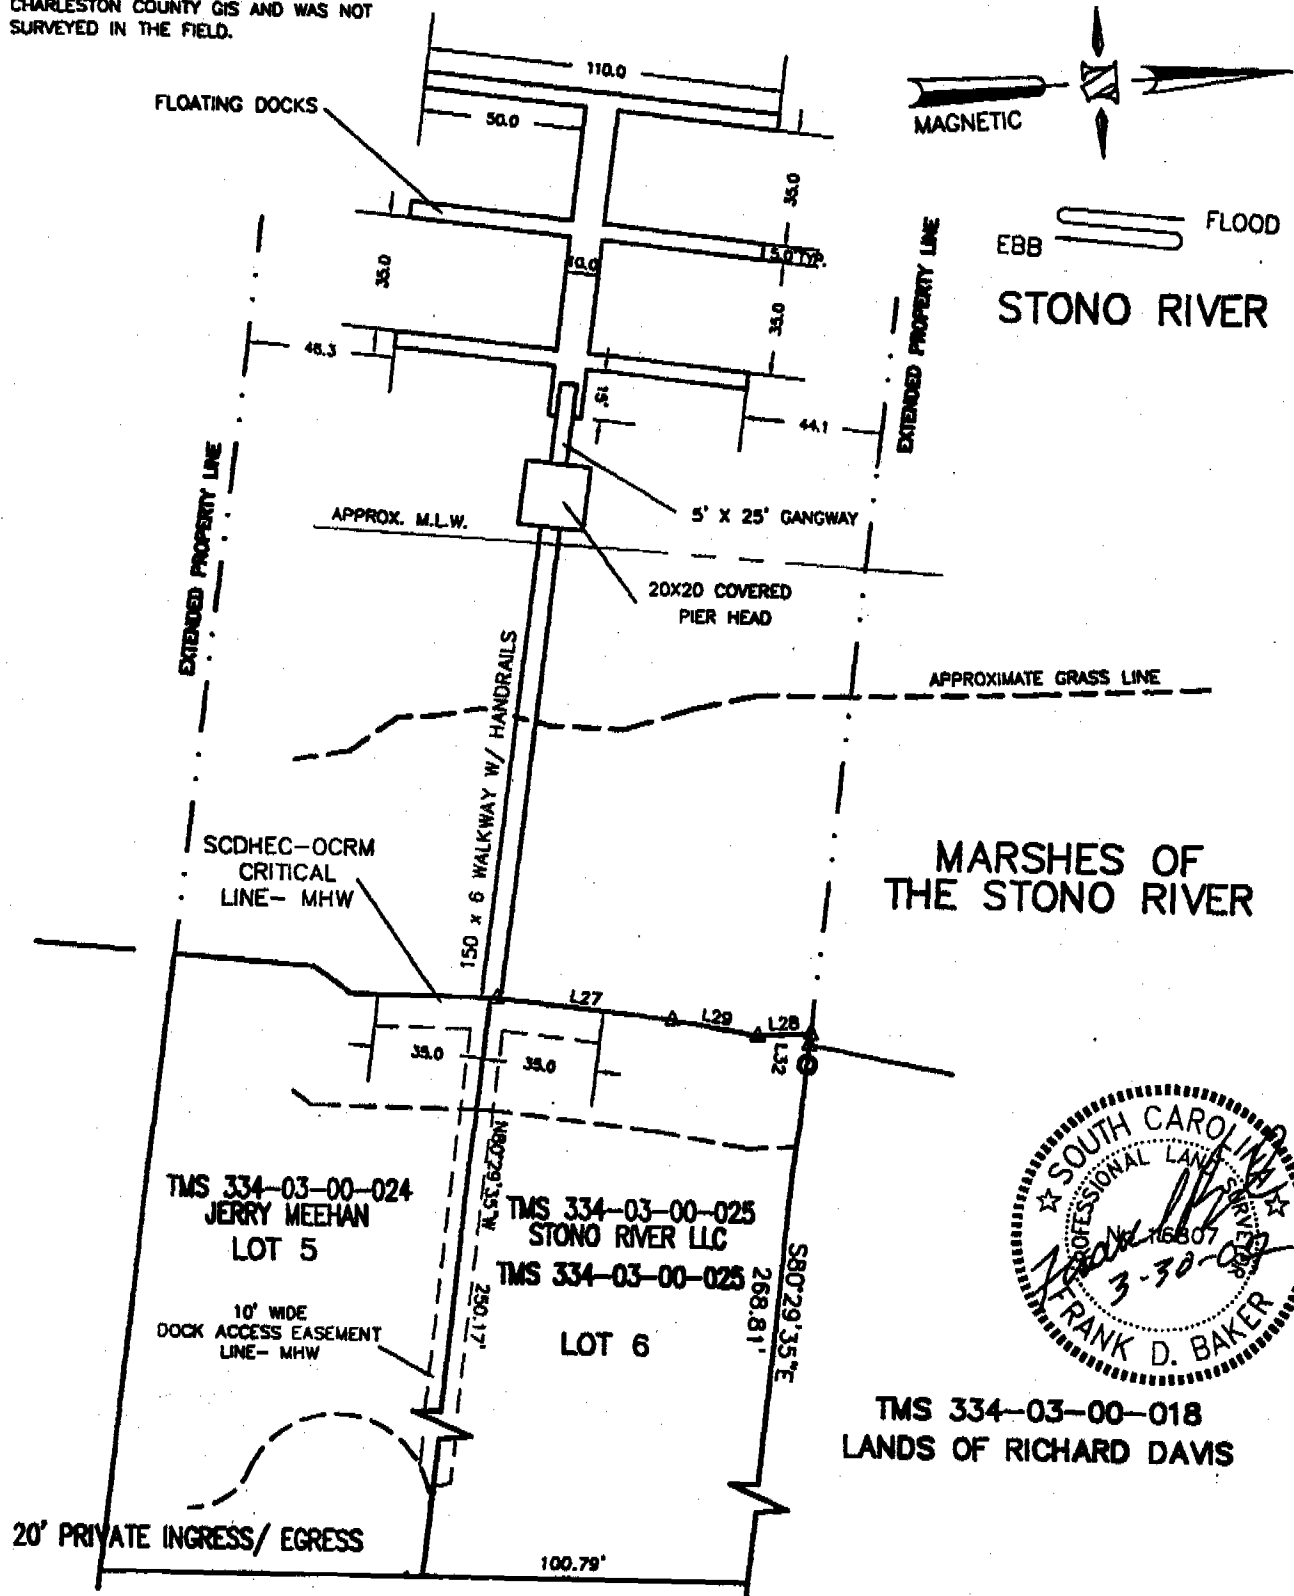 CHARLESTON COUNTY GIS AND WAS NOT
SURVEYED IN THE FIELD.
110.0
FLOATING DOCKS
50.0
MAGNETIC
35.0
FLOOD
EBB
STONO RIVER
5.0 TYP.
10.0
35.0
35.0
EXTENDED PROPERTY LINE
46.3
15'
44.1
EXTENDED PROPERTY LINE
APPROX. M.L.W.
5' X 25' GANGWAY
20X20 COVERED
PIER HEAD
150 x 6 WALKWAY W/ HANDRAILS
APPROXIMATE GRASS LINE
SCDHEC-OCRM
CRITICAL
LINE- MHW
MARSHES OF
THE STONO RIVER
L27
L29
L28
L32
35.0
35.0
N80°29'35"W
250.17'
TMS 334-03-00-024
JERRY MEEHAN
LOT 5
TMS 334-03-00-025
STONO RIVER LLC
TMS 334-03-00-025
LOT 6
S80°29'35"E
268.81'
10' WIDE
DOCK ACCESS EASEMENT
LINE- MHW
SOUTH CAROLINA
PROFESSIONAL LAND SURVEYOR
No. 16807
FRANK D. BAKER
TMS 334-03-00-018
LANDS OF RICHARD DAVIS
20' PRIVATE INGRESS/ EGRESS
100.79'